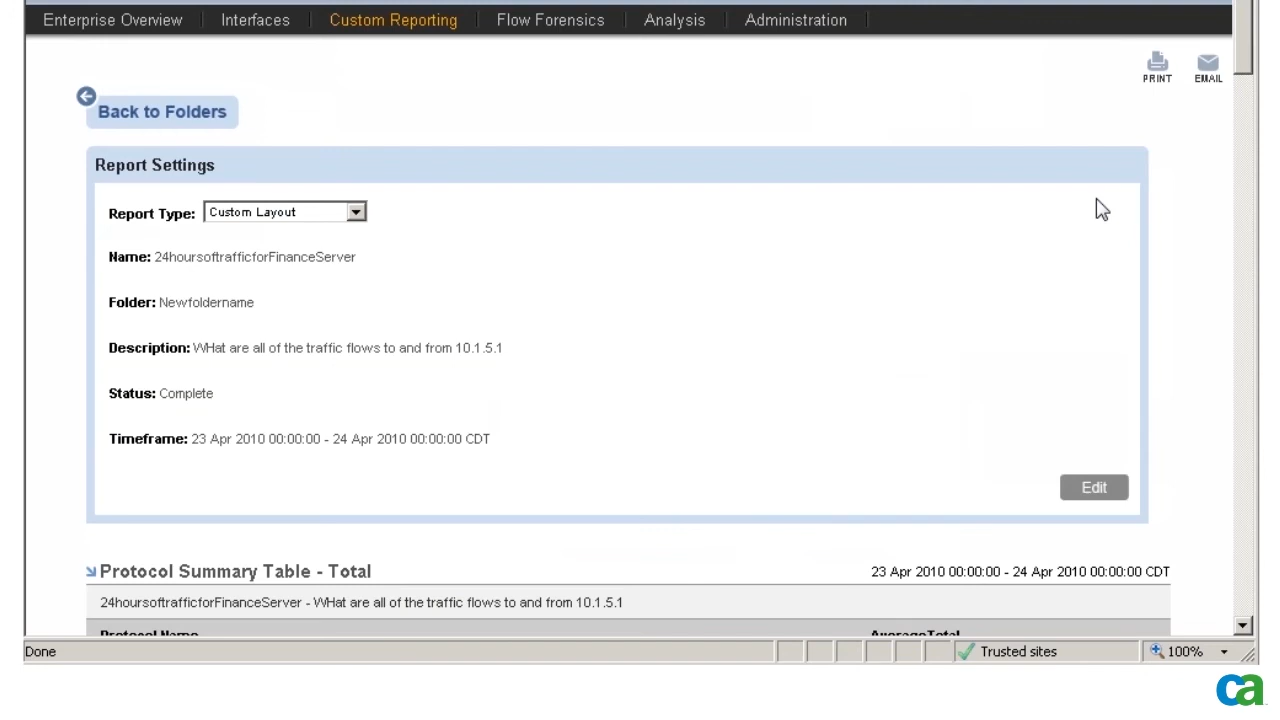 Enterprise Overview Interfaces Custom Reporting Flow Forensics Analysis Administration
PRINT EMAIL
Back to Folders
Report Settings
Report Type: Custom Layout
Name: 24hoursoftrafficforFinanceServer
Folder: Newfoldername
Description: WHat are all of the traffic flows to and from 10.1.5.1
Status: Complete
Timeframe: 23 Apr 2010 00:00:00 - 24 Apr 2010 00:00:00 CDT
Edit
Protocol Summary Table - Total 23 Apr 2010 00:00:00 - 24 Apr 2010 00:00:00 CDT
24hoursoftrafficforFinanceServer - WHat are all of the traffic flows to and from 10.1.5.1
Protocol Name AverageTotal
Done Trusted sites 100%
ca